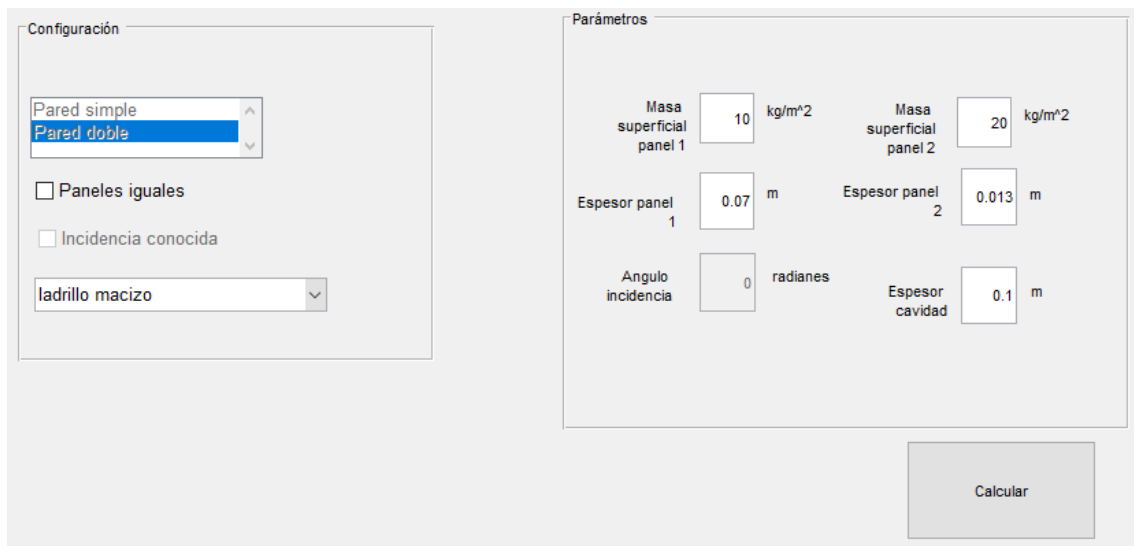 Configuración
Pared simple
Pared doble
Paneles iguales
Incidencia conocida
ladrillo macizo
Parámetros
Masa
superficial
panel 1
10
kg/m^2
Masa
superficial
panel 2
20
kg/m^2
Espesor panel
1
0.07
m
Espesor panel
2
0.013
m
Angulo
incidencia
0
radianes
Espesor
cavidad
0.1
m
Calcular